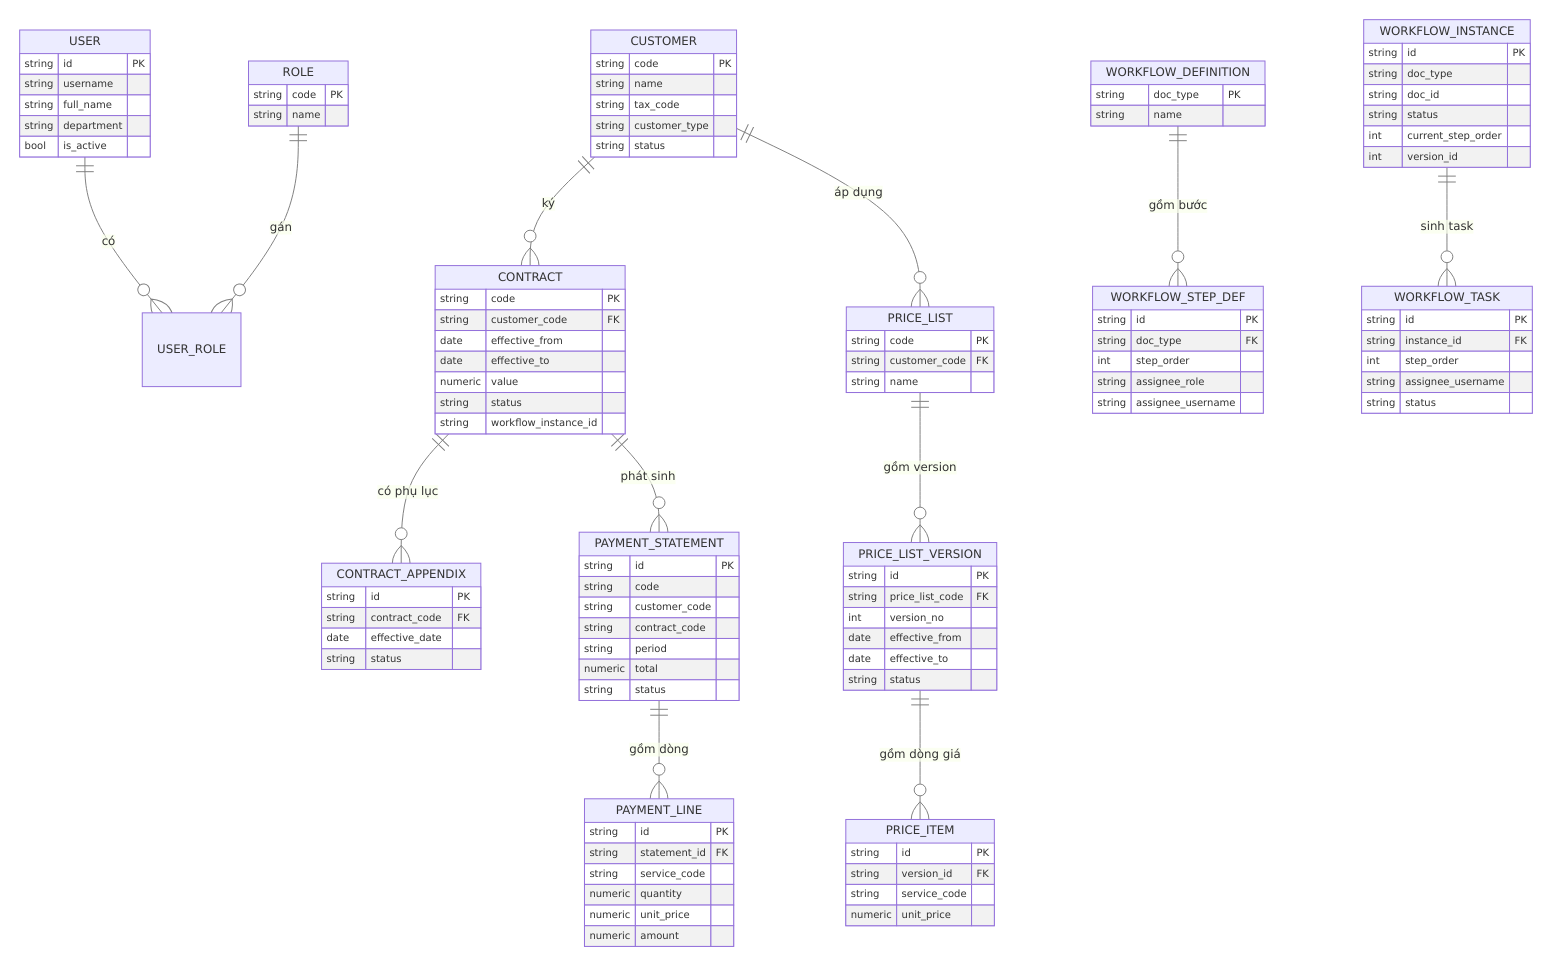 USER
string id PK
string username
string full_name
string department
bool is_active
ROLE
string code PK
string name
có
gán
USER_ROLE
CUSTOMER
string code PK
string name
string tax_code
string customer_type
string status
ký
áp dụng
CONTRACT
string code PK
string customer_code FK
date effective_from
date effective_to
numeric value
string status
string workflow_instance_id
có phụ lục
phát sinh
CONTRACT_APPENDIX
string id PK
string contract_code FK
date effective_date
string status
PAYMENT_STATEMENT
string id PK
string code
string customer_code
string contract_code
string period
numeric total
string status
gồm dòng
PAYMENT_LINE
string id PK
string statement_id FK
string service_code
numeric quantity
numeric unit_price
numeric amount
PRICE_LIST
string code PK
string customer_code FK
string name
gồm version
PRICE_LIST_VERSION
string id PK
string price_list_code FK
int version_no
date effective_from
date effective_to
string status
gồm dòng giá
PRICE_ITEM
string id PK
string version_id FK
string service_code
numeric unit_price
WORKFLOW_DEFINITION
string doc_type PK
string name
gồm bước
WORKFLOW_STEP_DEF
string id PK
string doc_type FK
int step_order
string assignee_role
string assignee_username
WORKFLOW_INSTANCE
string id PK
string doc_type
string doc_id
string status
int current_step_order
int version_id
sinh task
WORKFLOW_TASK
string id PK
string instance_id FK
int step_order
string assignee_username
string status